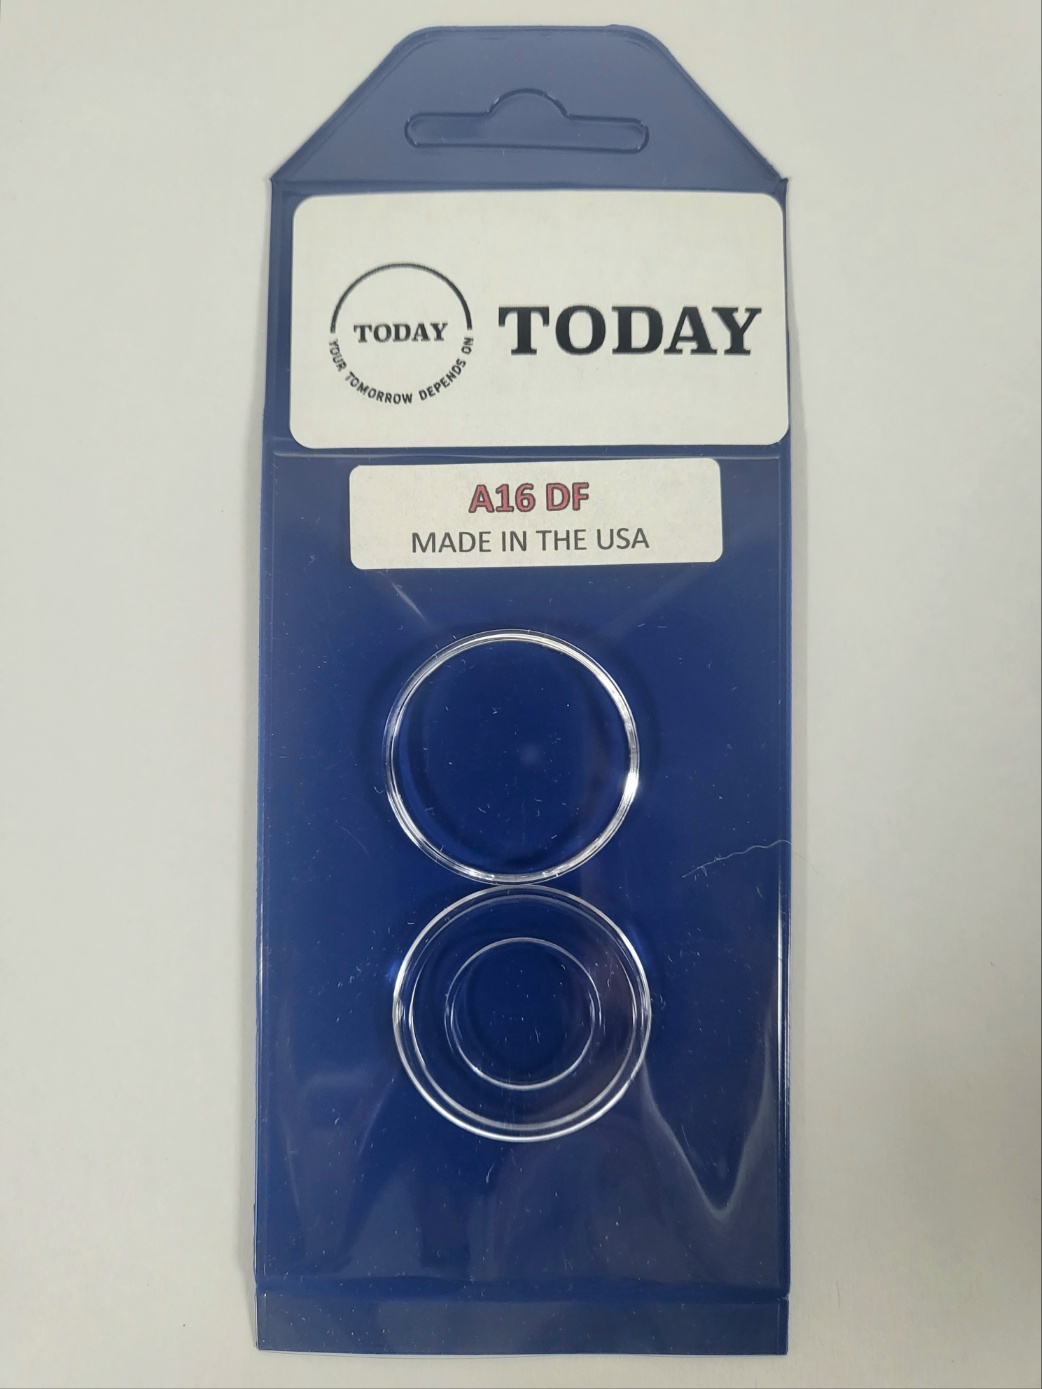 TODAY
YOUR TOMORROW DEPENDS ON
TODAY
A16 DF
MADE IN THE USA